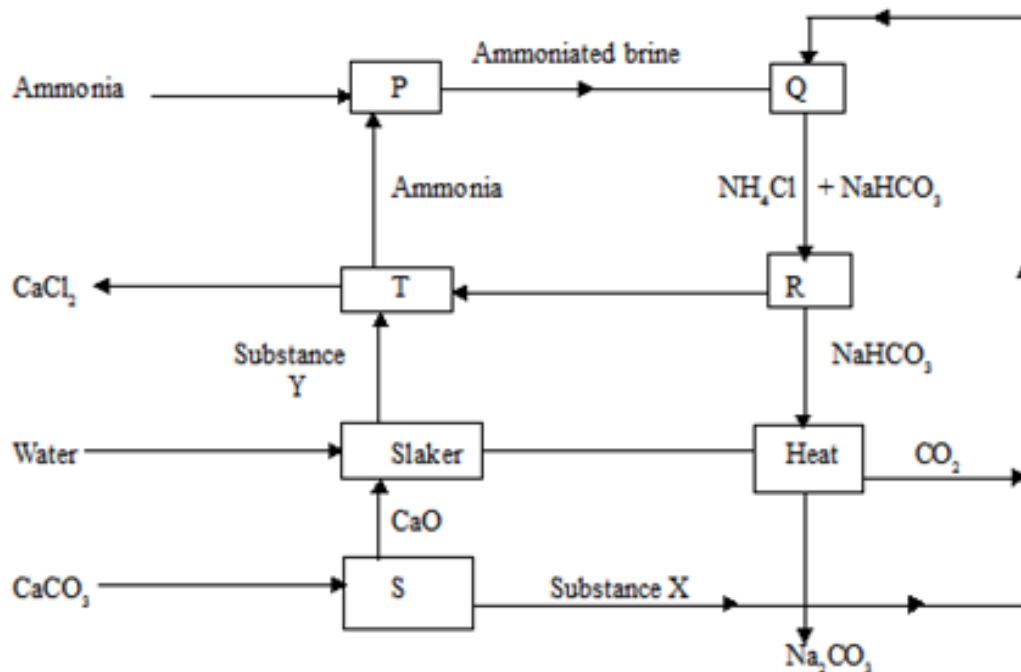 Ammoniated brine
Ammonia
P
Q
Ammonia
NH₄Cl + NaHCO₃
CaCl₂
T
R
Substance
Y
NaHCO₃
Water
Slaker
Heat
CO₂
CaO
CaCO₃
S
Substance X
Na₂CO₃